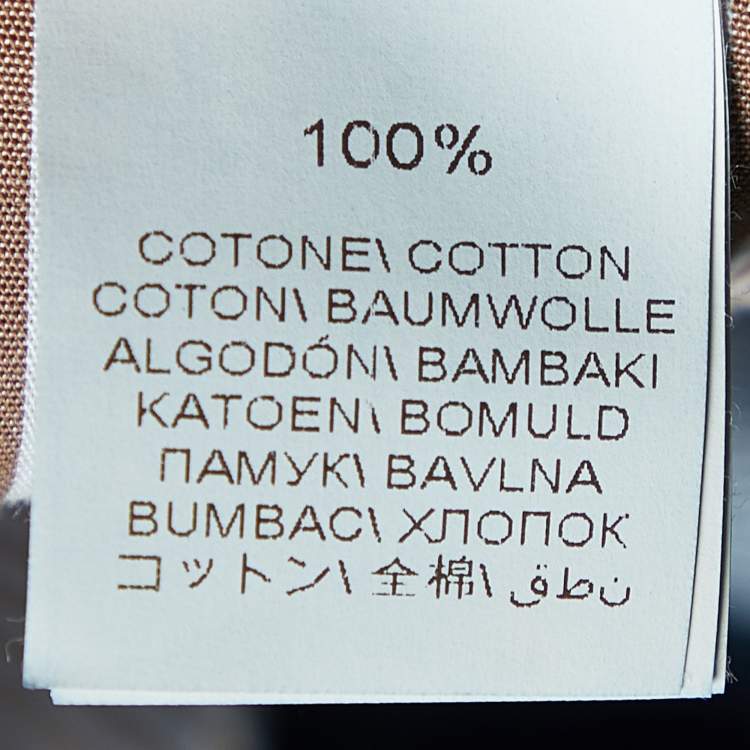 100%
COTONE\ COTTON
COTON\ BAUMWOLLE
ALGODÓN\ BAMBAKI
KATOEN\ BOMULD
ПАМУК\ BAVLNA
BUMBAC\ ХЛОПОК
コットン\ 全棉\ نطق